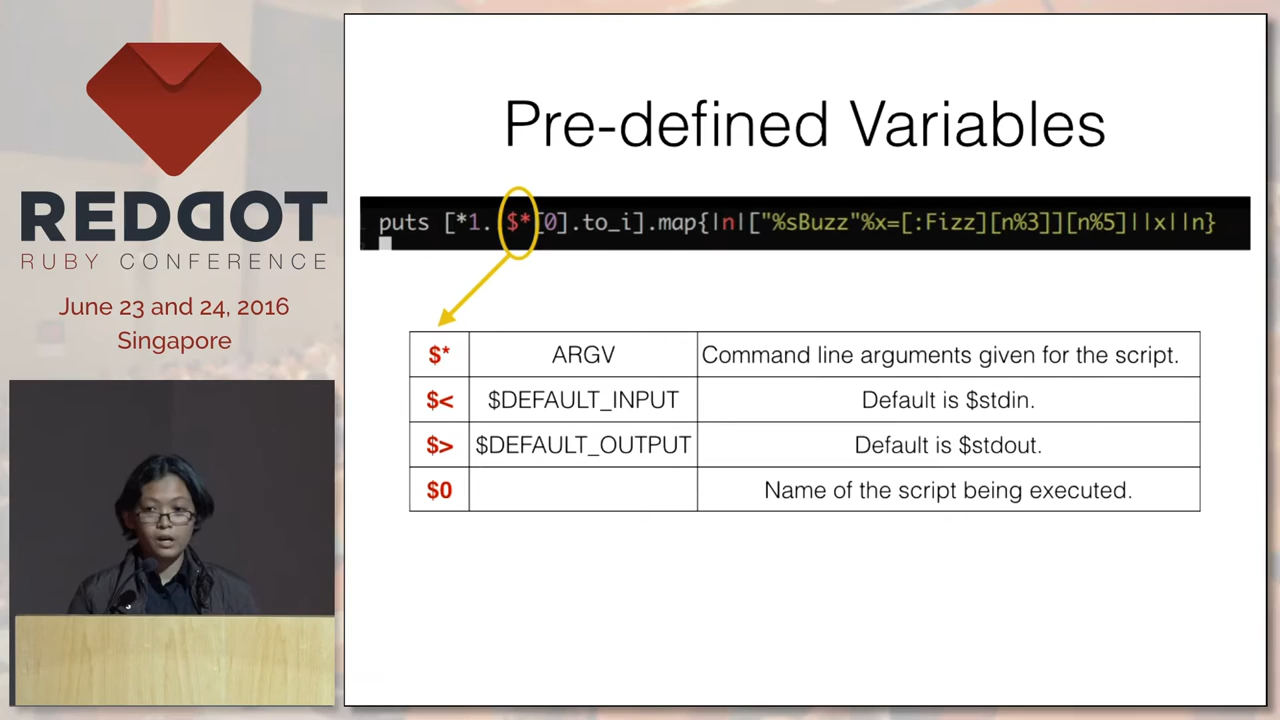 REDDOT
RUBY CONFERENCE
June 23 and 24, 2016
Singapore
Pre-defined Variables
puts [*1..$*[0].to_i].map{|n|["%sBuzz"%x=[:Fizz][n%3]][n%5]||x||n}
$* ARGV Command line arguments given for the script.
$< $DEFAULT_INPUT Default is $stdin.
$> $DEFAULT_OUTPUT Default is $stdout.
$0 Name of the script being executed.